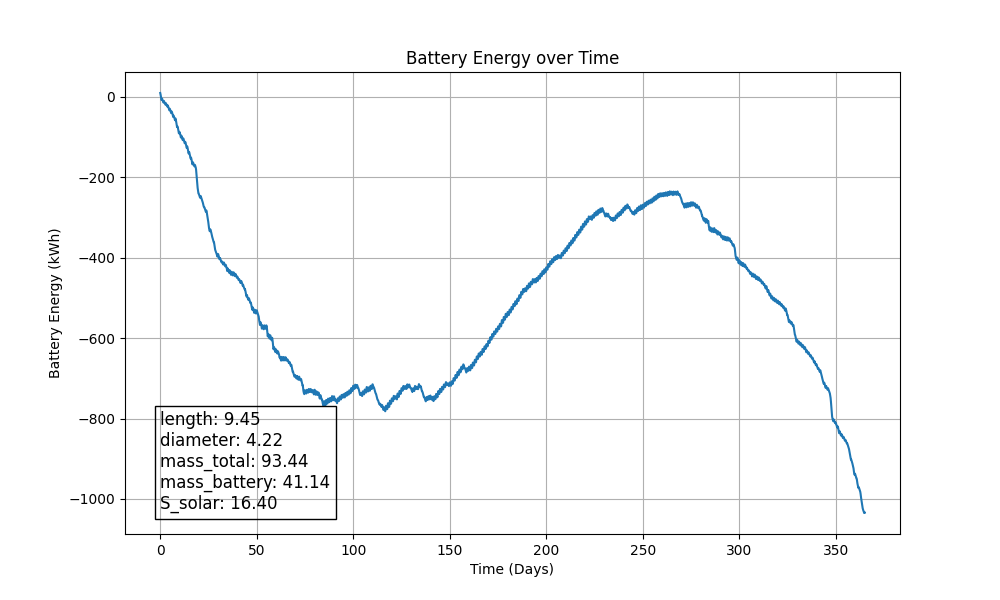 Battery Energy over Time
Battery Energy (kWh)
0
−200
−400
−600
−800
−1000
length: 9.45
diameter: 4.22
mass_total: 93.44
mass_battery: 41.14
S_solar: 16.40
0 50 100 150 200 250 300 350
Time (Days)